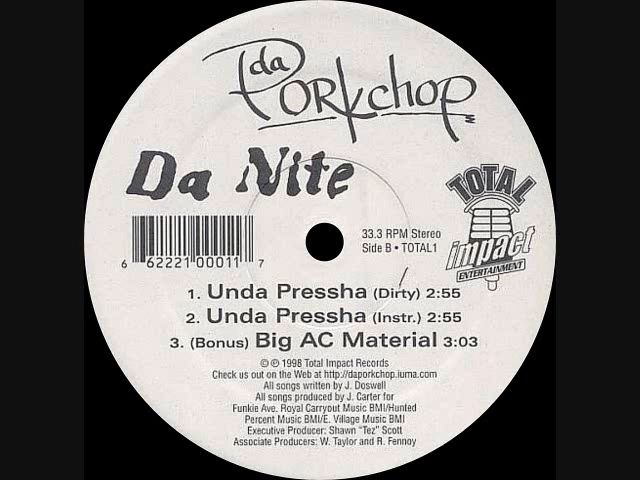 da
Porkchop
Da Nite
TOTAL
impact
ENTERTAINMENT
33.3 RPM Stereo
Side B • TOTAL1
6 62221 00011 7
1. Unda Pressha (Dirty) 2:55
2. Unda Pressha (Instr.) 2:55
3. (Bonus) Big AC Material 3:03
© ℗ 1998 Total Impact Records
Check us out on the Web at http://daporkchop.iuma.com
All songs written by J. Doswell
All songs produced by J. Carter for
Funkie Ave. Royal Carryout Music BMI/Hunted
Percent Music BMI/E. Village Music BMI
Executive Producer: Shawn "Tez" Scott
Associate Producers: W. Taylor and R. Fennoy